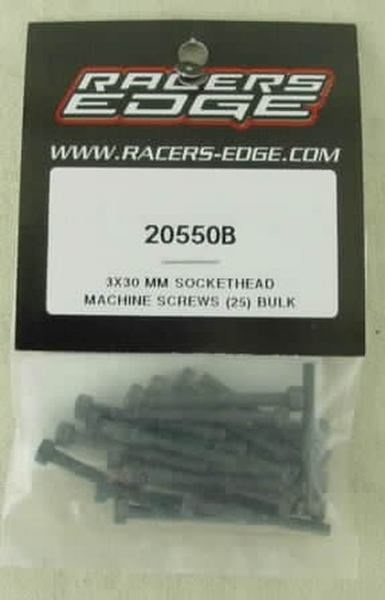 RACERS
EDGE
WWW.RACERS-EDGE.COM
20550B
3X30 MM SOCKETHEAD
MACHINE SCREWS (25) BULK